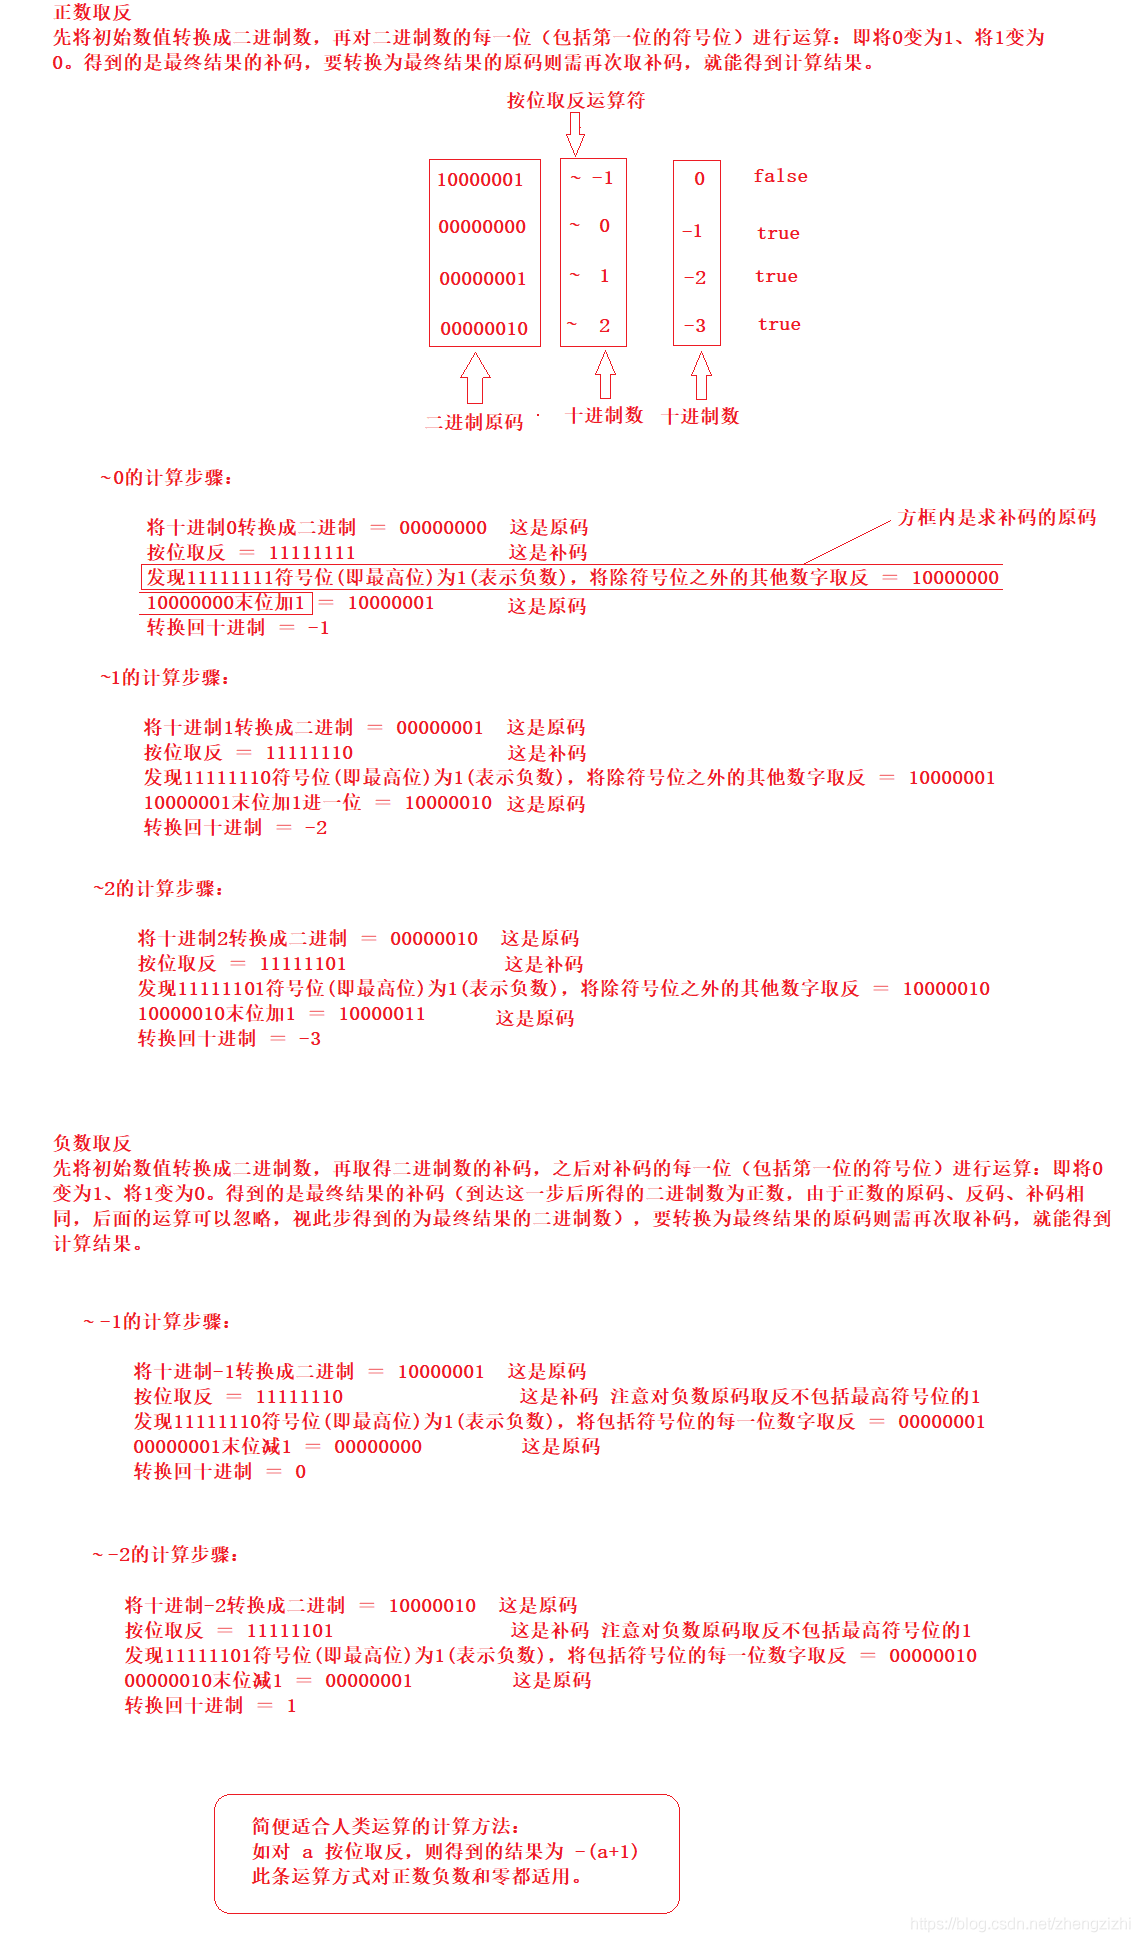 正数取反
先将初始数值转换成二进制数，再对二进制数的每一位（包括第一位的符号位）进行运算：即将0变为1、将1变为
0。得到的是最终结果的补码，要转换为最终结果的原码则需再次取补码，就能得到计算结果。
按位取反运算符
10000001 ~ -1 0 false
00000000 ~ 0 -1 true
00000001 ~ 1 -2 true
00000010 ~ 2 -3 true
二进制原码 十进制数 十进制数
~0的计算步骤：
方框内是求补码的原码
将十进制0转换成二进制 = 00000000 这是原码
按位取反 = 11111111 这是补码
发现11111111符号位(即最高位)为1(表示负数)，将除符号位之外的其他数字取反 = 10000000
10000000末位加1 = 10000001 这是原码
转换回十进制 = -1
~1的计算步骤：
将十进制1转换成二进制 = 00000001 这是原码
按位取反 = 11111110 这是补码
发现11111110符号位(即最高位)为1(表示负数)，将除符号位之外的其他数字取反 = 10000001
10000001末位加1进一位 = 10000010 这是原码
转换回十进制 = -2
~2的计算步骤：
将十进制2转换成二进制 = 00000010 这是原码
按位取反 = 11111101 这是补码
发现11111101符号位(即最高位)为1(表示负数)，将除符号位之外的其他数字取反 = 10000010
10000010末位加1 = 10000011 这是原码
转换回十进制 = -3
负数取反
先将初始数值转换成二进制数，再取得二进制数的补码，之后对补码的每一位（包括第一位的符号位）进行运算：即将0
变为1、将1变为0。得到的是最终结果的补码（到达这一步后所得的二进制数为正数，由于正数的原码、反码、补码相
同，后面的运算可以忽略，视此步得到的为最终结果的二进制数），要转换为最终结果的原码则需再次取补码，就能得到
计算结果。
~ -1的计算步骤：
将十进制-1转换成二进制 = 10000001 这是原码
按位取反 = 11111110 这是补码 注意对负数原码取反不包括最高符号位的1
发现11111110符号位(即最高位)为1(表示负数)，将包括符号位的每一位数字取反 = 00000001
00000001末位减1 = 00000000 这是原码
转换回十进制 = 0
~ -2的计算步骤：
将十进制-2转换成二进制 = 10000010 这是原码
按位取反 = 11111101 这是补码 注意对负数原码取反不包括最高符号位的1
发现11111101符号位(即最高位)为1(表示负数)，将包括符号位的每一位数字取反 = 00000010
00000010末位减1 = 00000001 这是原码
转换回十进制 = 1
简便适合人类运算的计算方法：
如对 a 按位取反，则得到的结果为 -(a+1)
此条运算方式对正数负数和零都适用。
https://blog.csdn.net/zhengzizhi